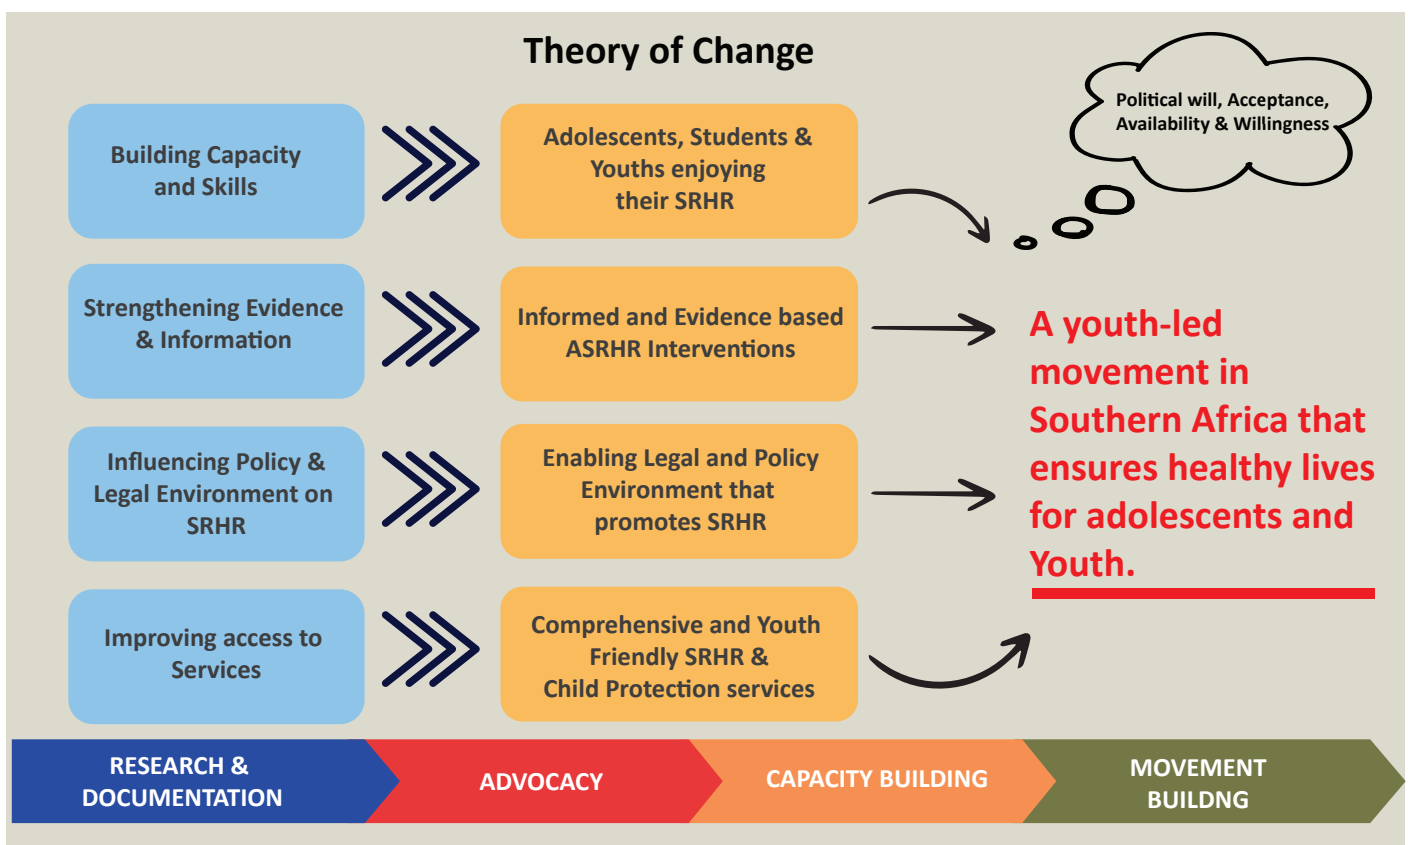 Theory of Change
Political will, Acceptance,
Availability & Willingness
Building Capacity
and Skills
Adolescents, Students &
Youths enjoying
their SRHR
Strengthening Evidence
& Information
Informed and Evidence based
ASRHR Interventions
Influencing Policy &
Legal Environment on
SRHR
Enabling Legal and Policy
Environment that
promotes SRHR
Improving access to
Services
Comprehensive and Youth
Friendly SRHR &
Child Protection services
A youth-led
movement in
Southern Africa that
ensures healthy lives
for adolescents and
Youth.
RESEARCH &
DOCUMENTATION
ADVOCACY
CAPACITY BUILDING
MOVEMENT
BUILDNG